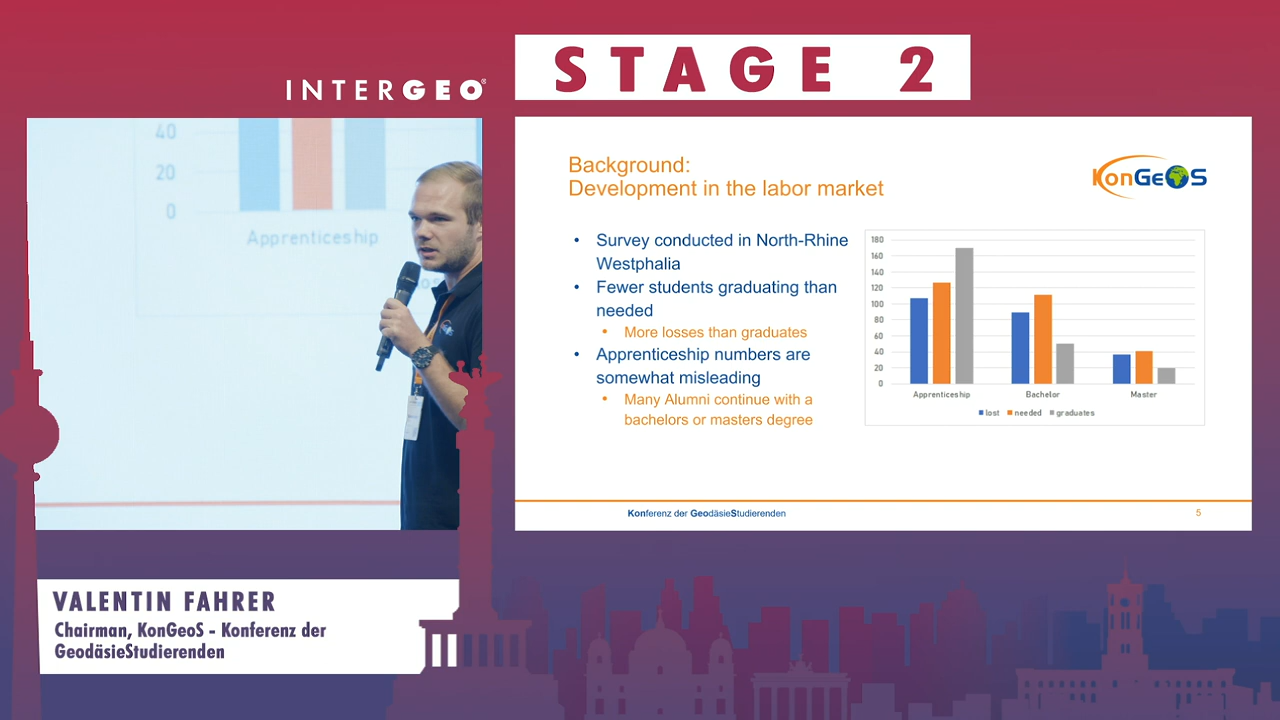 STAGE 2
INTERGEO®
40
20
0
Apprenticeship
Background:
Development in the labor market
KonGeoS
• Survey conducted in North-Rhine
Westphalia
• Fewer students graduating than
needed
• More losses than graduates
• Apprenticeship numbers are
somewhat misleading
• Many Alumni continue with a
bachelors or masters degree
180
160
140
120
100
80
60
40
20
0
Apprenticeship Bachelor Master
lost needed graduates
Konferenz der GeodäsieStudierenden
5
VALENTIN FAHRER
Chairman, KonGeoS - Konferenz der
GeodäsieStudierenden